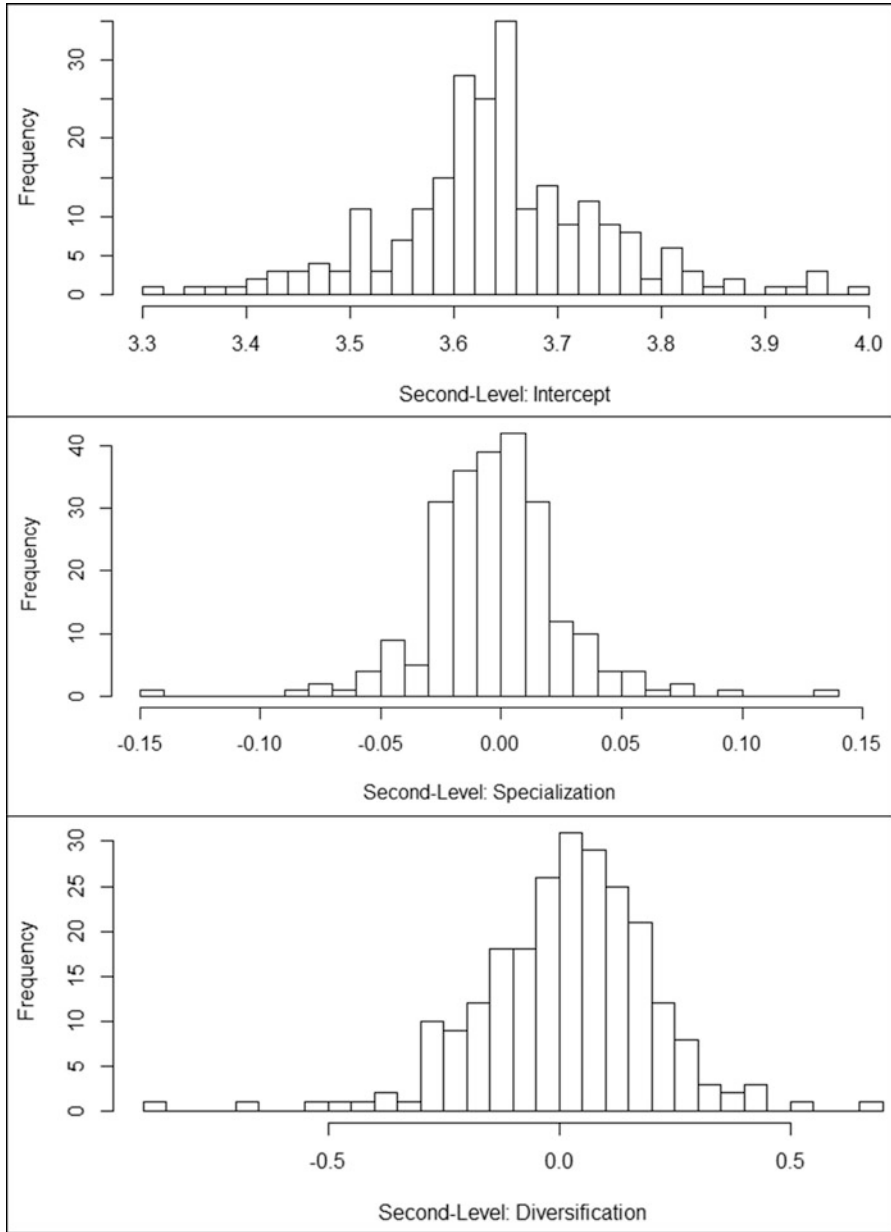 Frequency
30
20
10
5
0
3.3 3.4 3.5 3.6 3.7 3.8 3.9 4.0
Second-Level: Intercept
Frequency
40
30
20
10
0
-0.15 -0.10 -0.05 0.00 0.05 0.10 0.15
Second-Level: Specialization
Frequency
30
25
20
15
10
5
0
-0.5 0.0 0.5
Second-Level: Diversification